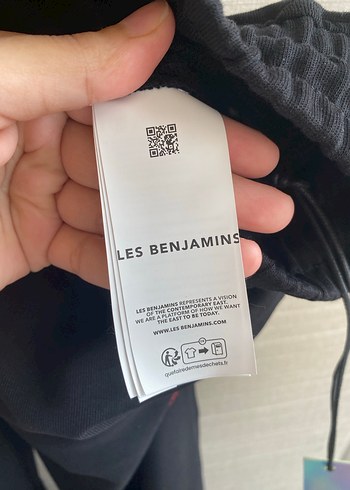 LES BENJAMINS
LES BENJAMINS REPRESENTS A VISION
OF THE CONTEMPORARY EAST.
WE ARE A PLATFORM OF HOW WE WANT
THE EAST TO BE TODAY.
WWW.LES BENJAMINS.COM
quefairedemesdechets.fr